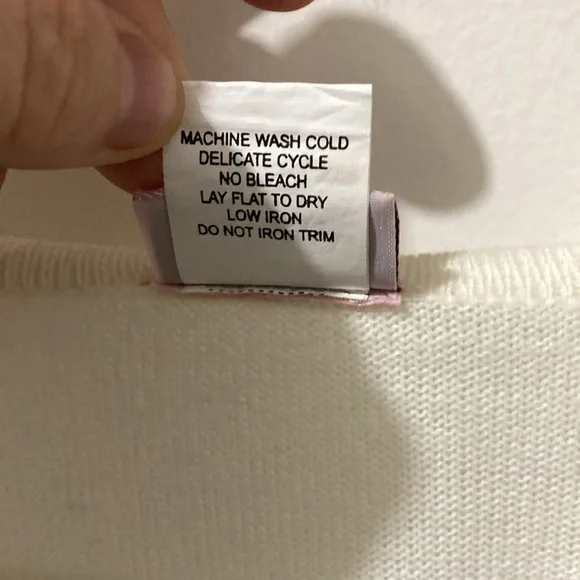 MACHINE WASH COLD
DELICATE CYCLE
NO BLEACH
LAY FLAT TO DRY
LOW IRON
DO NOT IRON TRIM